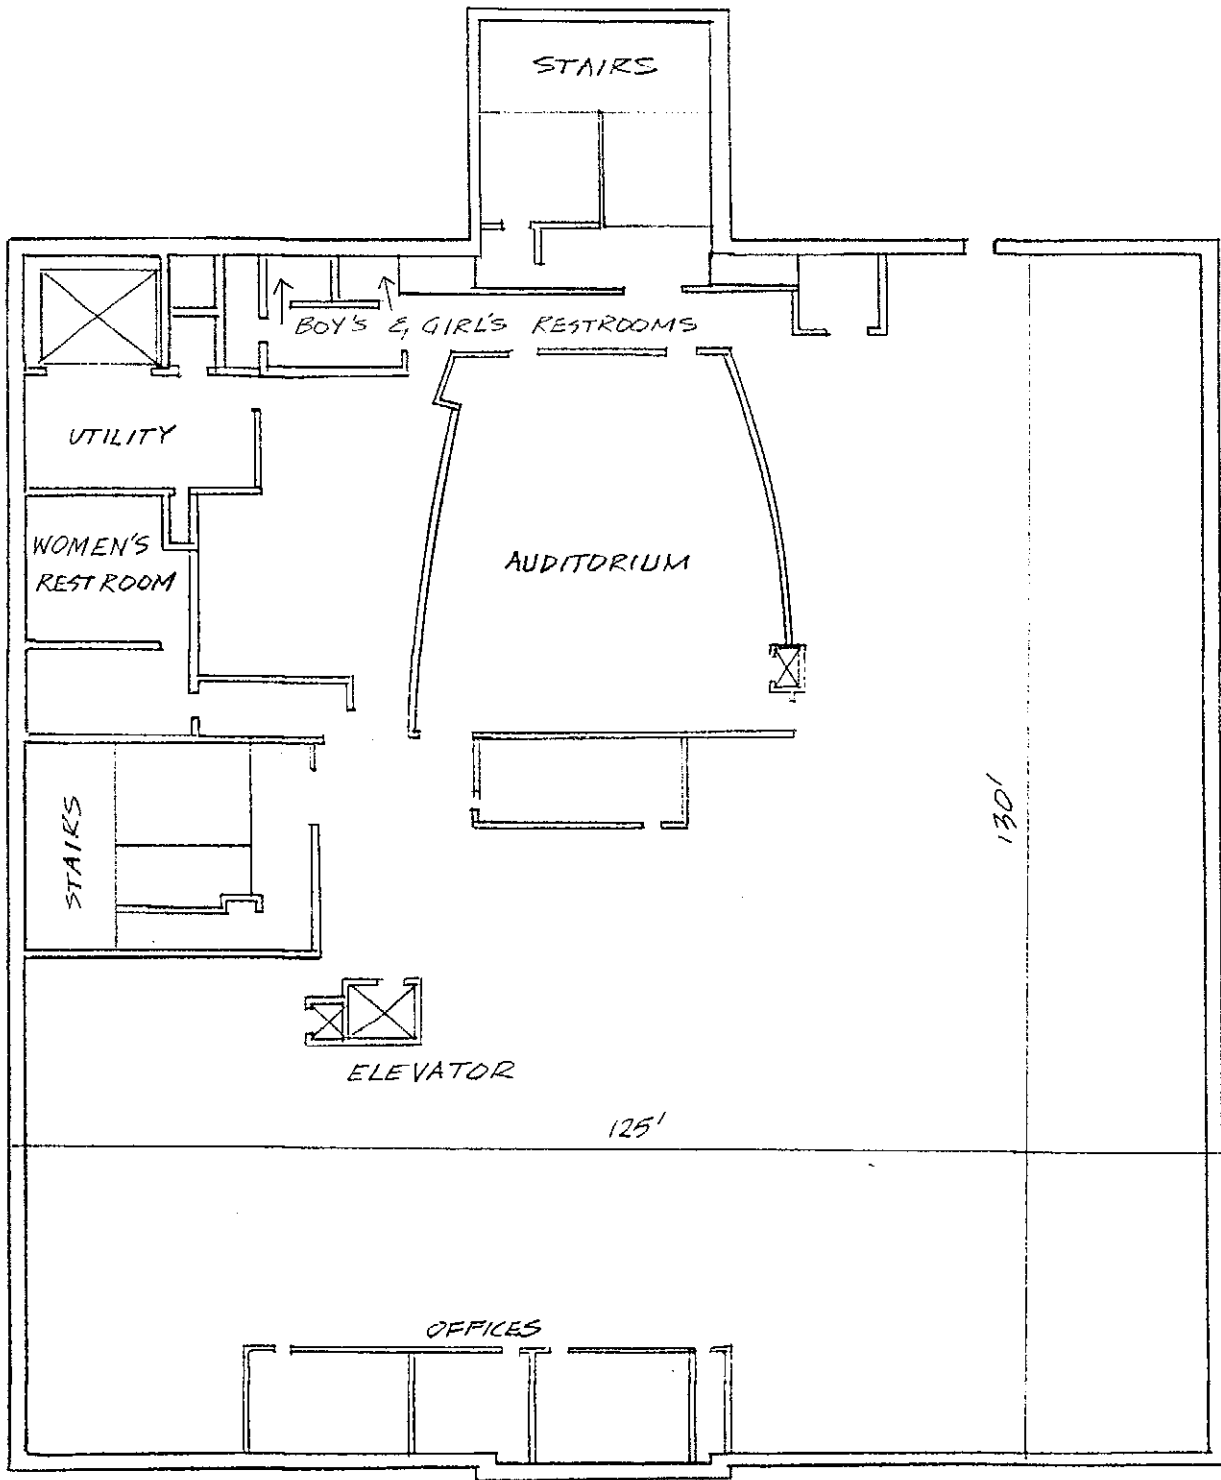 STAIRS
BOY'S & GIRL'S RESTROOMS
UTILITY
WOMEN'S
RESTROOM
AUDITORIUM
STAIRS
130'
ELEVATOR
125'
OFFICES